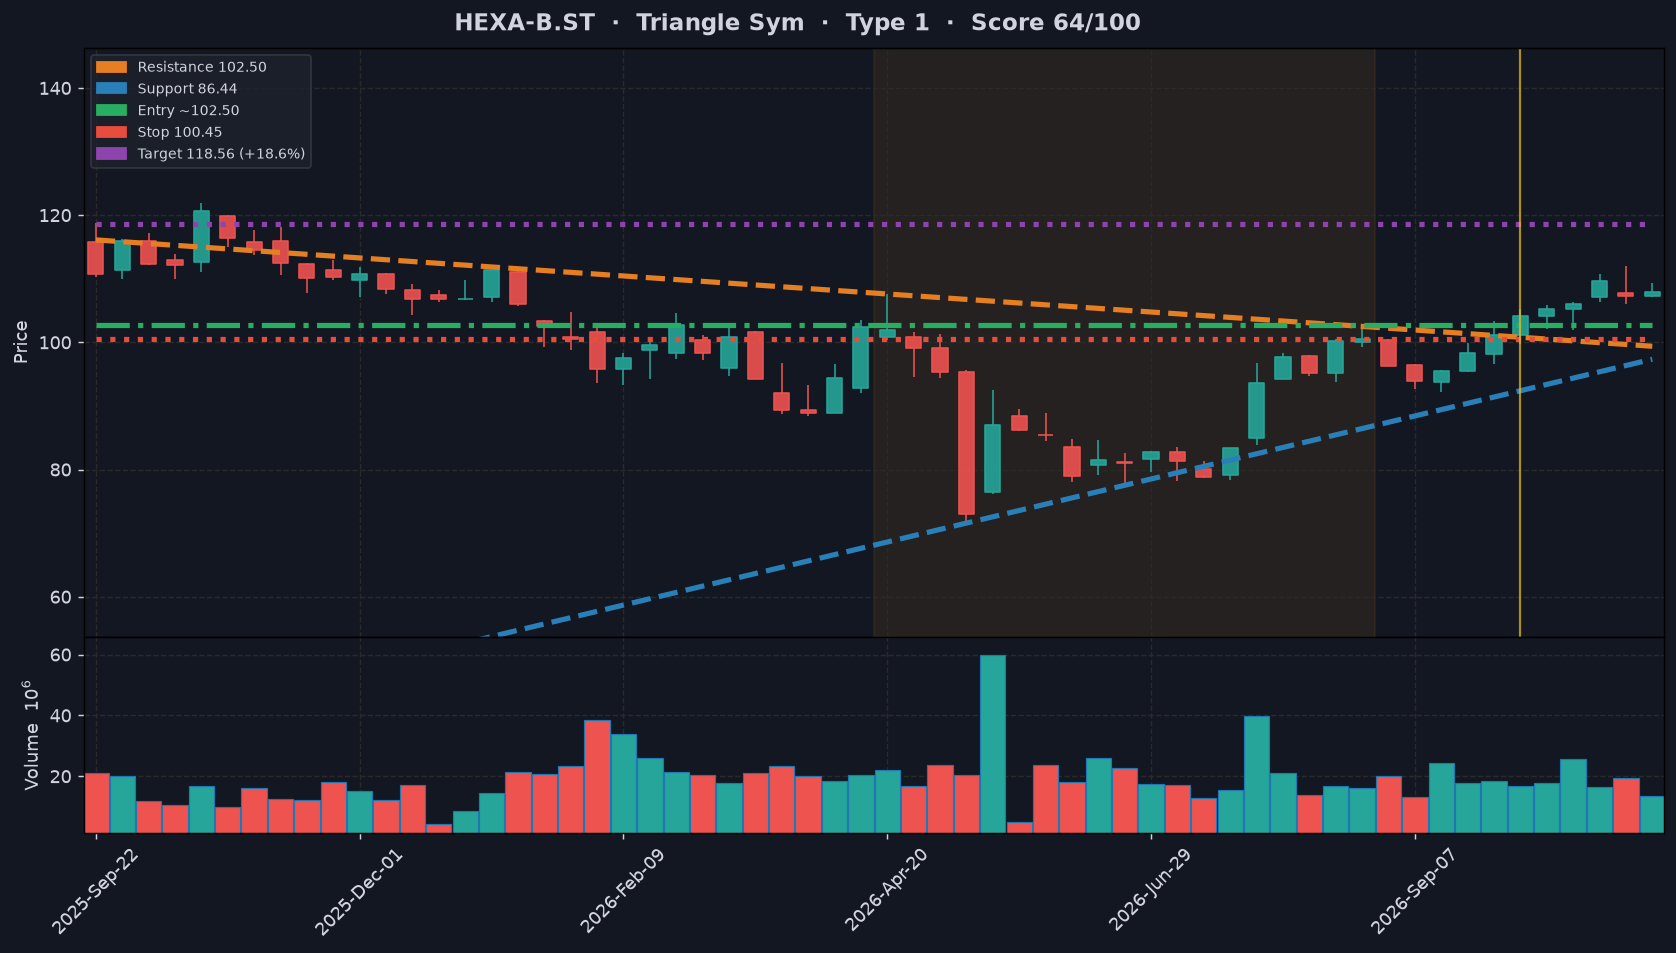 HEXA-B.ST · Triangle Sym · Type 1 · Score 64/100
Resistance 102.50
Support 86.44
Entry ~102.50
Stop 100.45
Target 118.56 (+18.6%)
140
120
100
80
60
Price
60
40
20
Volume 10⁶
2025-Sep-22
2025-Dec-01
2026-Feb-09
2026-Apr-20
2026-Jun-29
2026-Sep-07